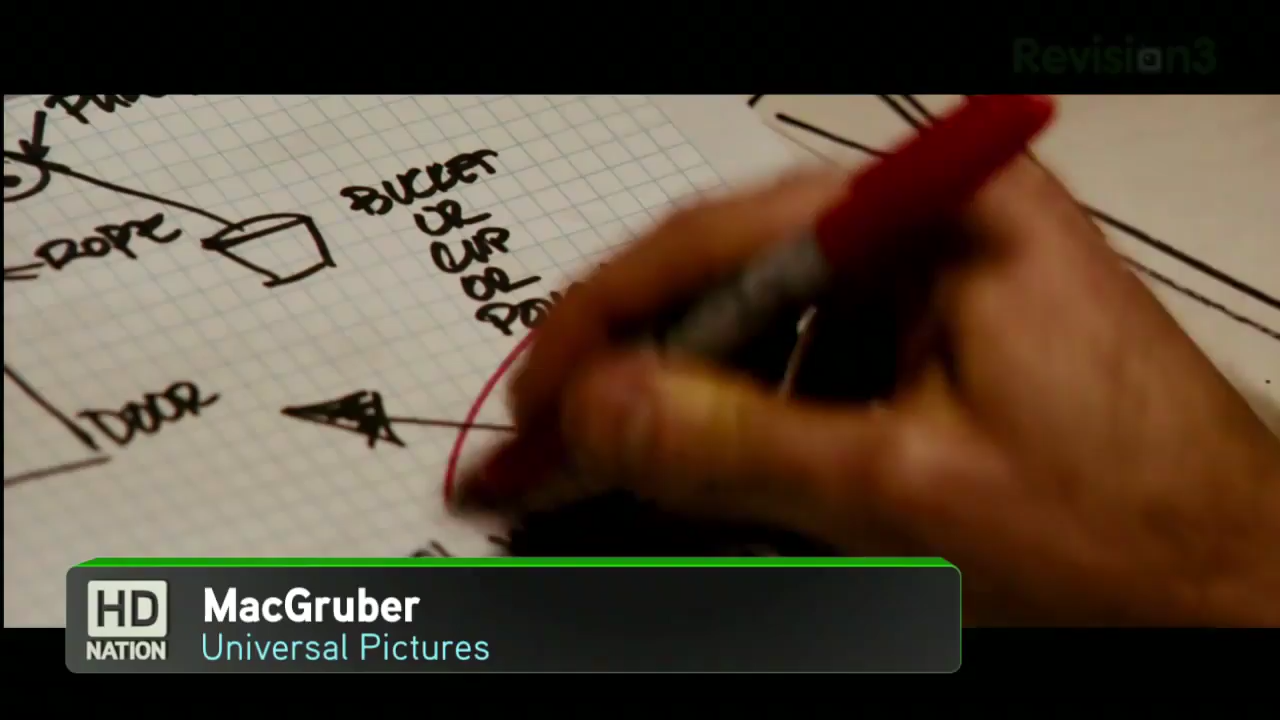 Revision3
BUCKET
OR
CUP
OR
ROPE
DOOR
HD
NATION
MacGruber
Universal Pictures